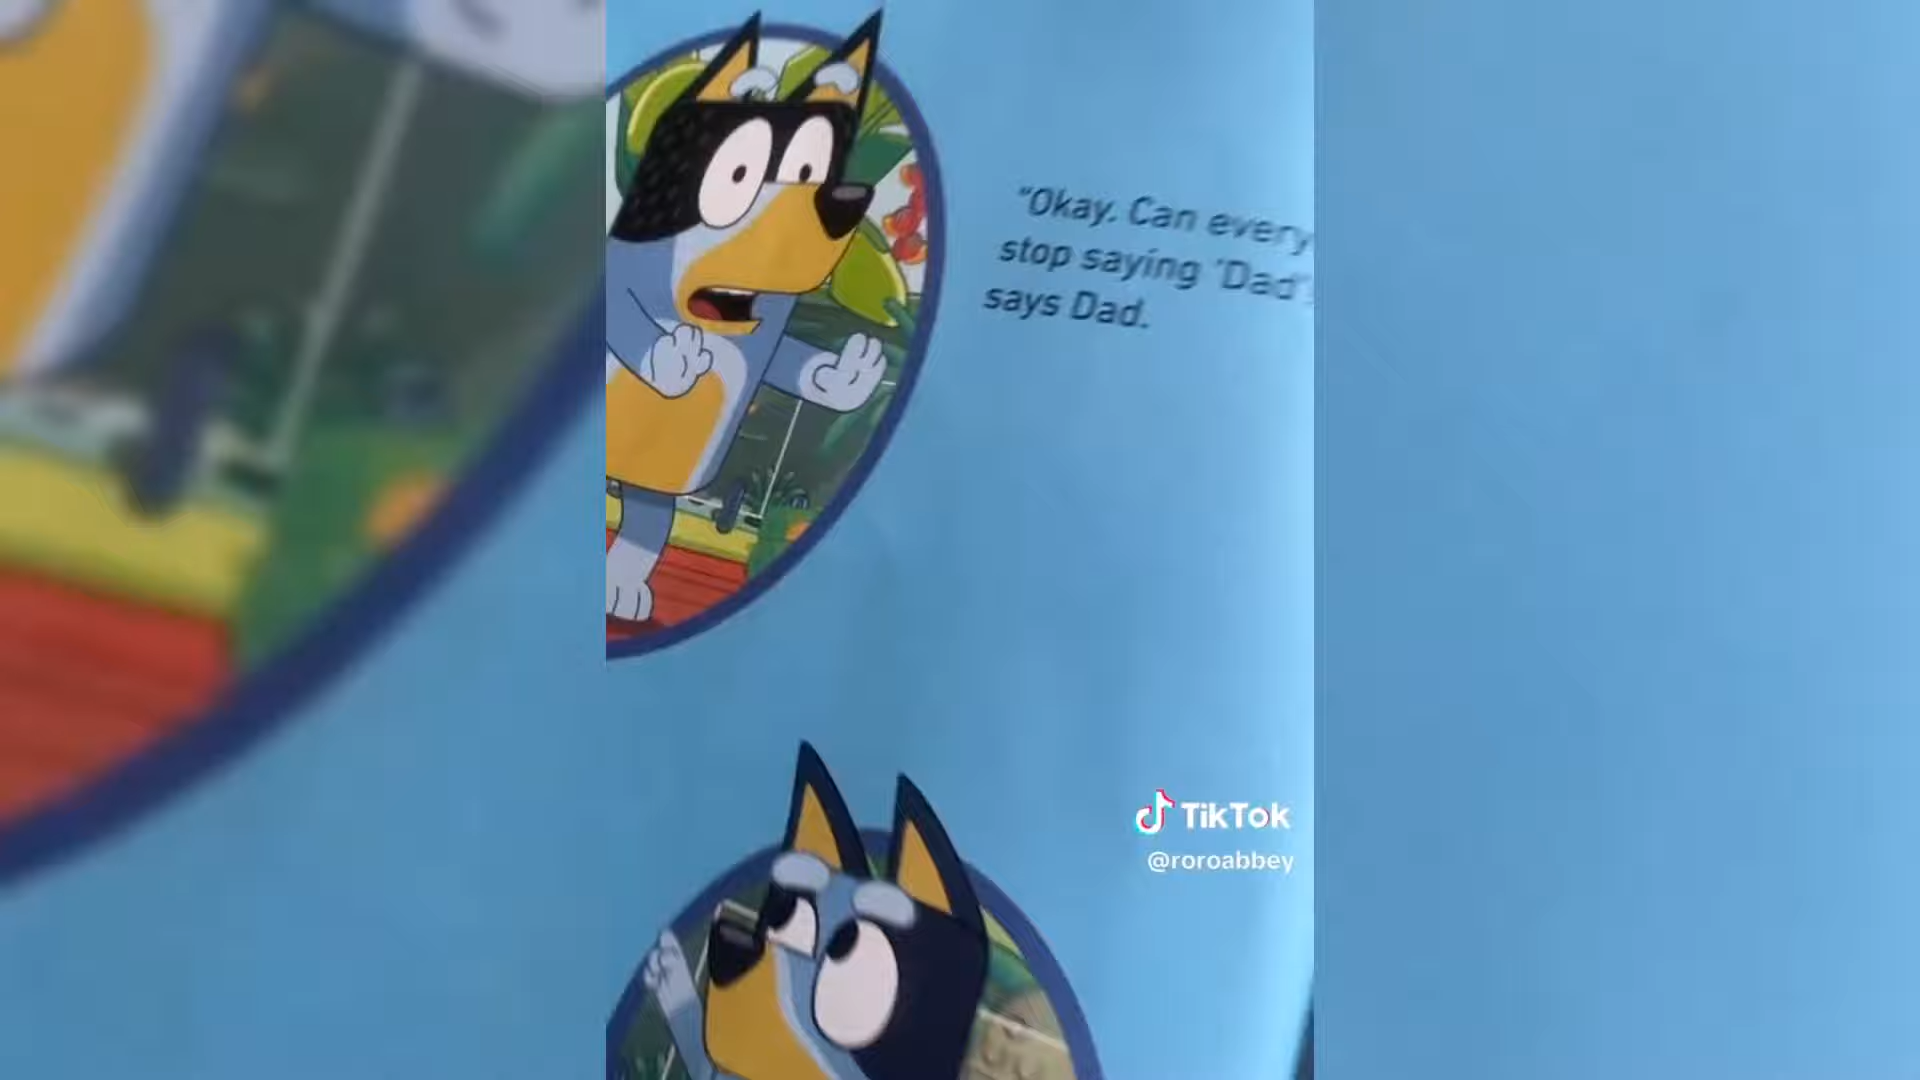 “Okay. Can every
stop saying ‘Dad’
says Dad.
TikTok
@roroabbey